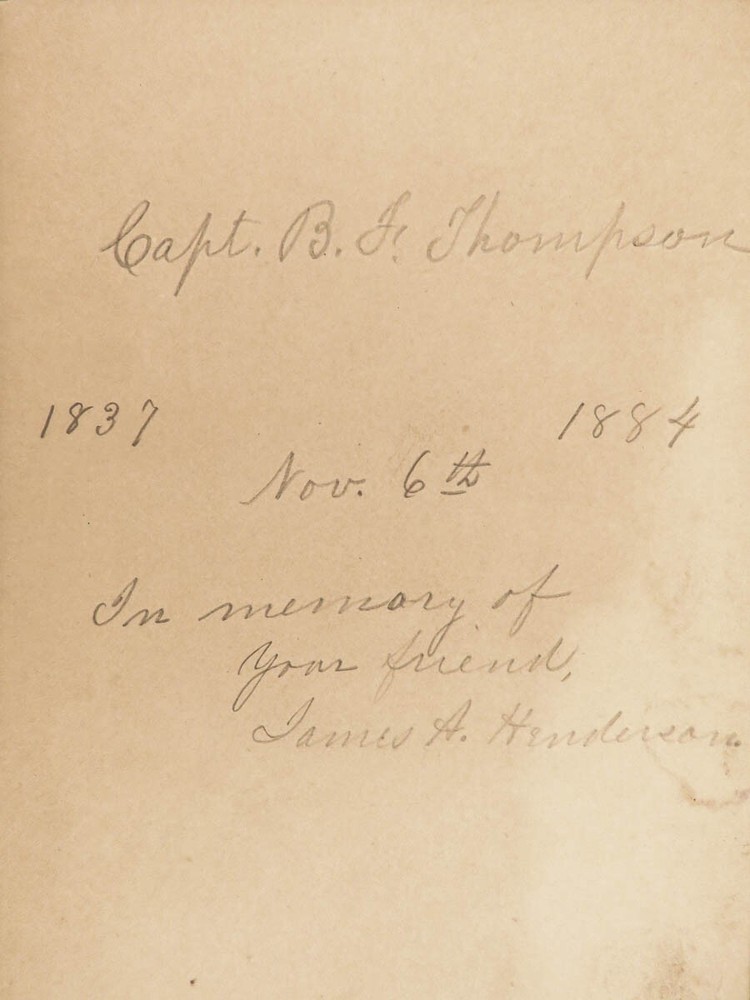 Capt. B. F. Thompson
1837 1884
Nov. 6th
In memory of
your friend,
James A. Henderson.